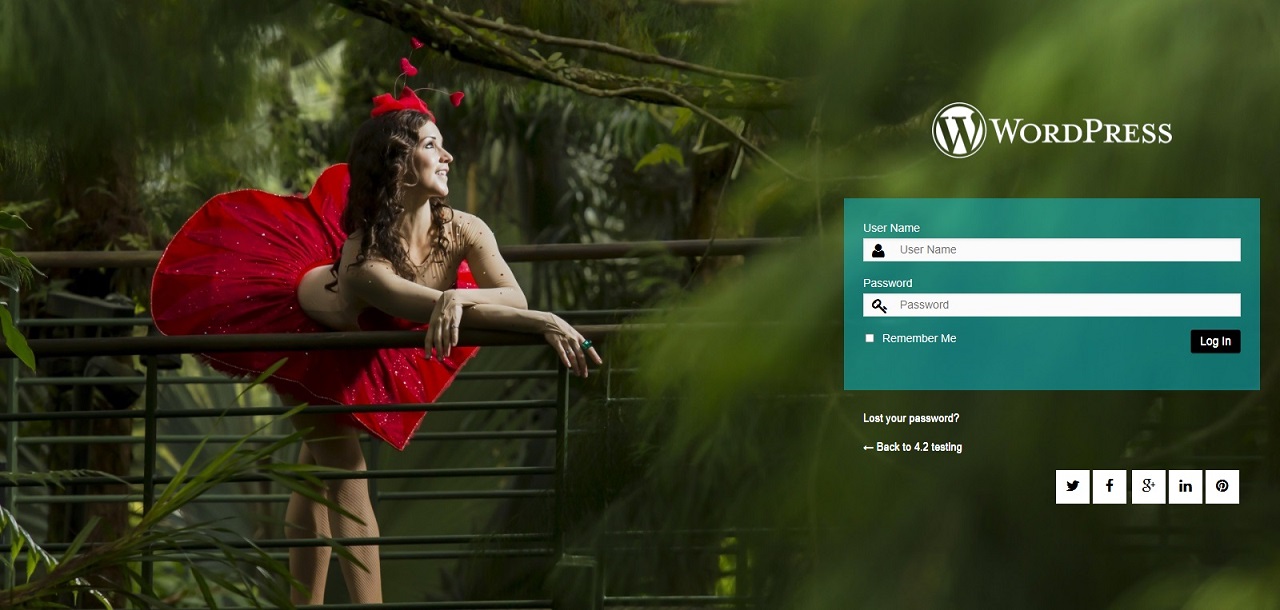 WORDPRESS
User Name
User Name
Password
Password
Remember Me
Log In
Lost your password?
← Back to 4.2 testing